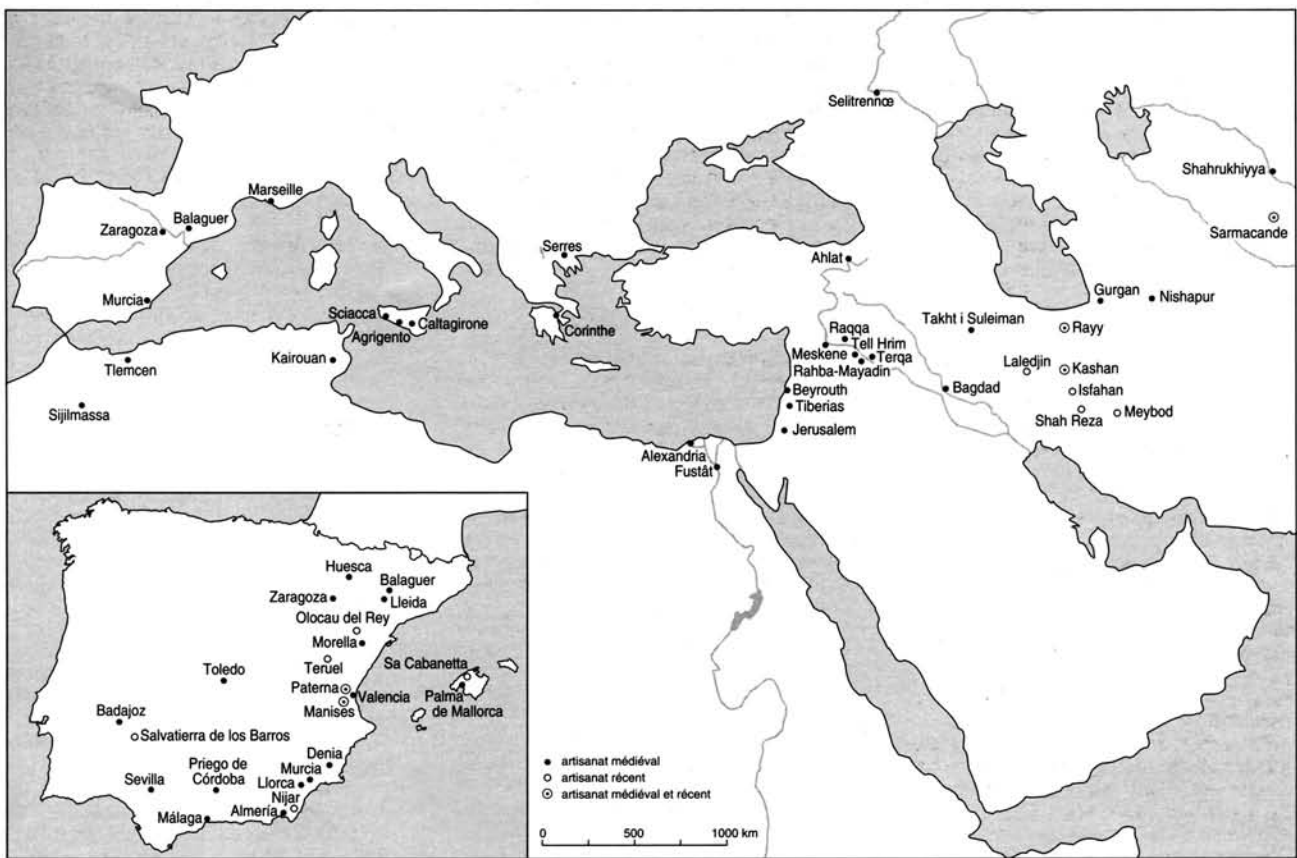 Selitrennœ
Shahrukhiyya
Sarmacande
Marseille
Balaguer
Zaragoza
Serres
Ahlat
Murcia
Gurgan
Nishapur
Sciacca
Caltagirone
Agrigento
Corinthe
Takht i Suleiman
Rayy
Raqqa
Tell Hrim
Meskene
Terqa
Rahba-Mayadin
Laledjin
Kashan
Tlemcen
Kairouan
Beyrouth
Bagdad
Isfahan
Sijilmassa
Tiberias
Shah Reza
Meybod
Jerusalem
Alexandria
Fustât
Huesca
Balaguer
Zaragoza
Lleida
Olocau del Rey
Morella
Teruel
Sa Cabanetta
Toledo
Paterna
Valencia
Palma
de Mallorca
Manises
Badajoz
Salvatierra de los Barros
Denia
Priego de
Córdoba
Murcia
Sevilla
Llorca
Nijar
Almería
Málaga
artisanat médiéval
artisanat récent
artisanat médiéval et récent
0 500 1000 km